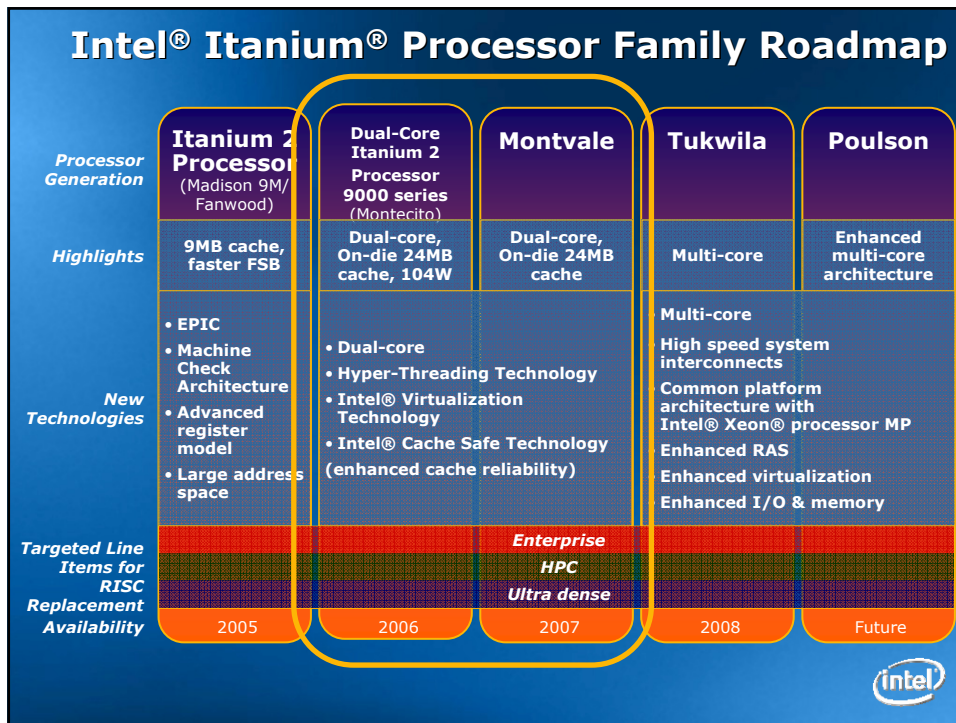 Intel® Itanium® Processor Family Roadmap
Processor
Generation
Itanium 2
Processor
(Madison 9M/
Fanwood)
Dual-Core
Itanium 2
Processor
9000 series
(Montecito)
Montvale
Tukwila
Poulson
Highlights
9MB cache,
faster FSB
Dual-core,
On-die 24MB
cache, 104W
Dual-core,
On-die 24MB
cache
Multi-core
Enhanced
multi-core
architecture
New
Technologies
• EPIC
• Machine
Check
Architecture
• Advanced
register
model
• Large address
space
• Dual-core
• Hyper-Threading Technology
• Intel® Virtualization
Technology
• Intel® Cache Safe Technology
(enhanced cache reliability)
• Multi-core
• High speed system
interconnects
• Common platform
architecture with
Intel® Xeon® processor MP
• Enhanced RAS
• Enhanced virtualization
• Enhanced I/O & memory
Targeted Line
Items for
RISC
Replacement
Enterprise
HPC
Ultra dense
Availability
2005
2006
2007
2008
Future
intel